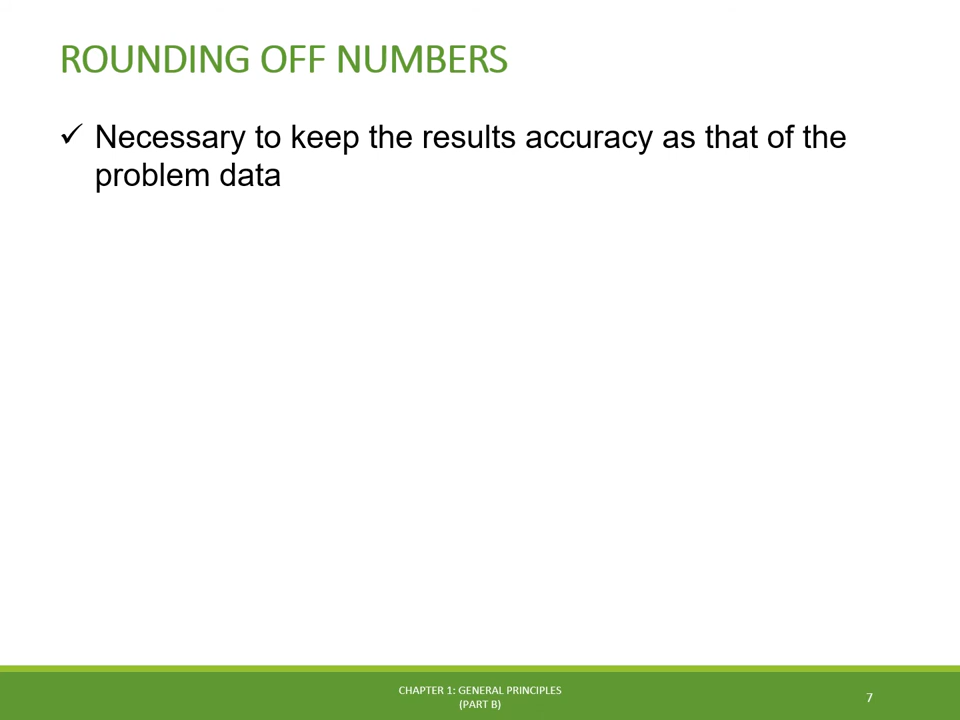 ROUNDING OFF NUMBERS
✓ Necessary to keep the results accuracy as that of the
problem data
CHAPTER 1: GENERAL PRINCIPLES
(PART B)
7